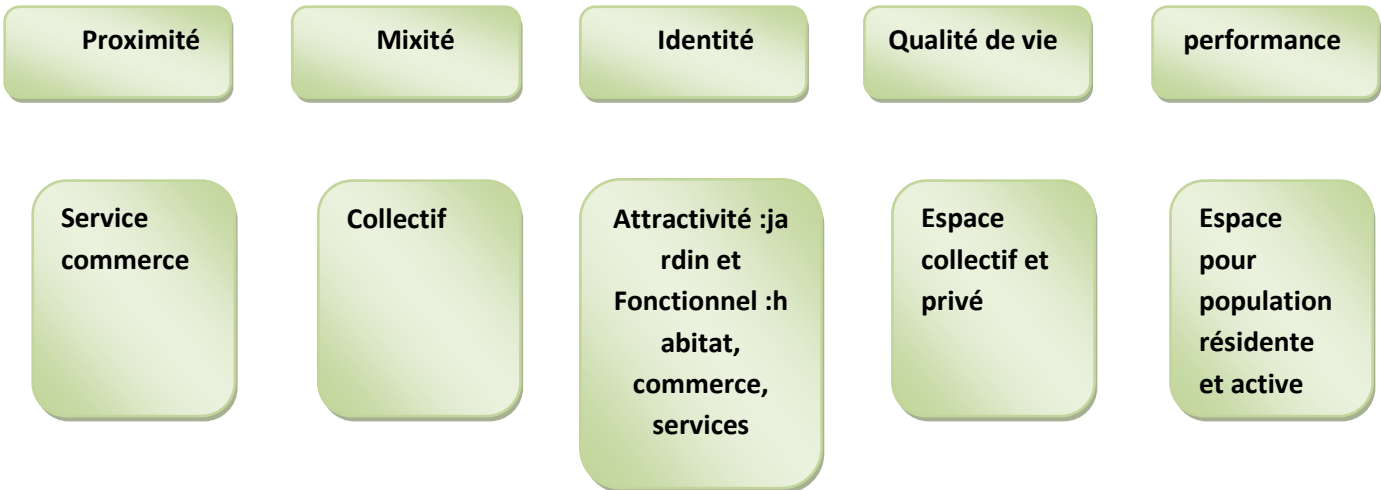 Proximité
Mixité
Identité
Qualité de vie
performance
Service
commerce
Collectif
Attractivité :ja
rdin et
Fonctionnel :h
abitat,
commerce,
services
Espace
collectif et
privé
Espace
pour
population
résidente
et active